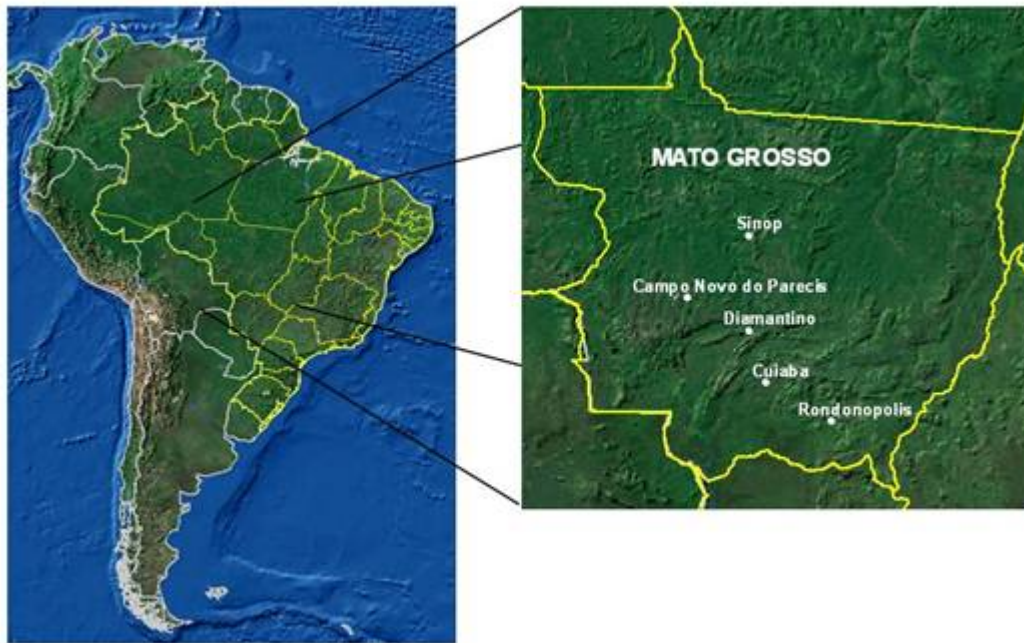 MATO GROSSO
Sinop
Campo Novo do Parecis
Diamantino
Cuiaba
Rondonopolis